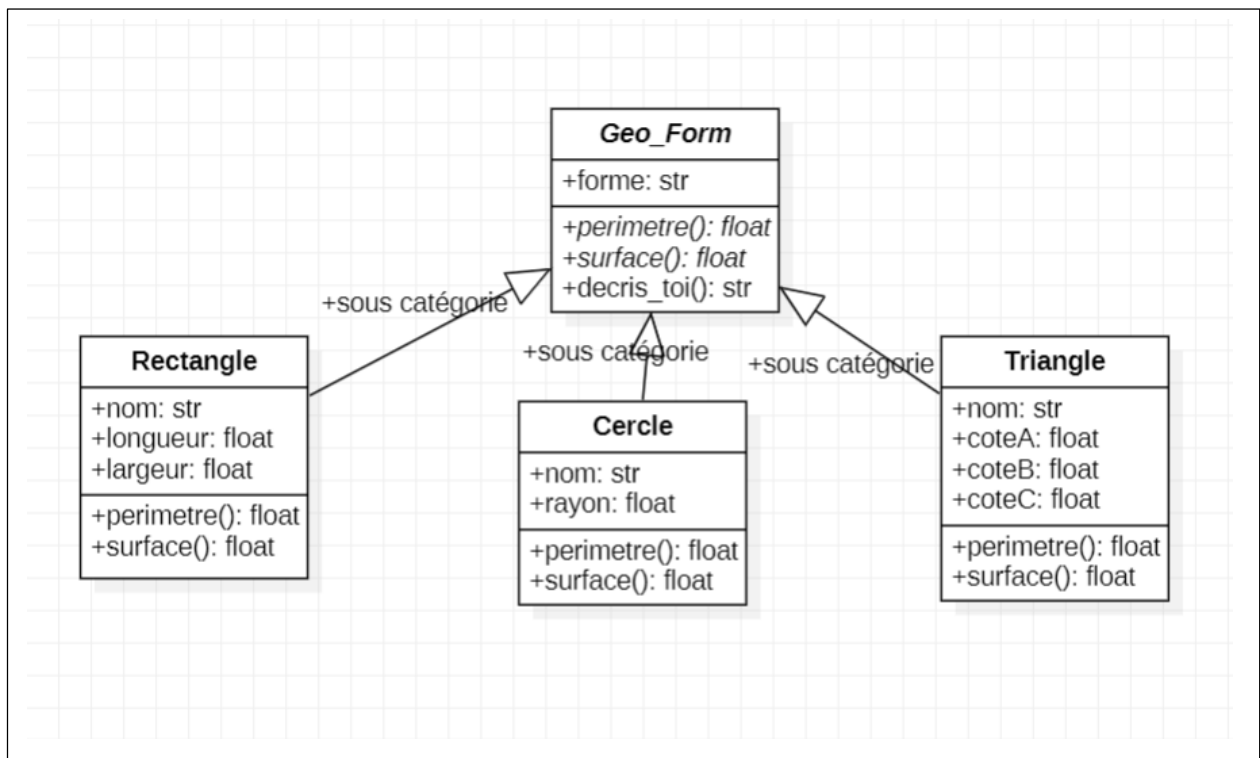 Geo_Form
+forme: str
+perimetre(): float
+surface(): float
+decris_toi(): str
+sous catégorie
+sous catégorie
+sous catégorie
Rectangle
+nom: str
+longueur: float
+largeur: float
+perimetre(): float
+surface(): float
Cercle
+nom: str
+rayon: float
+perimetre(): float
+surface(): float
Triangle
+nom: str
+coteA: float
+coteB: float
+coteC: float
+perimetre(): float
+surface(): float